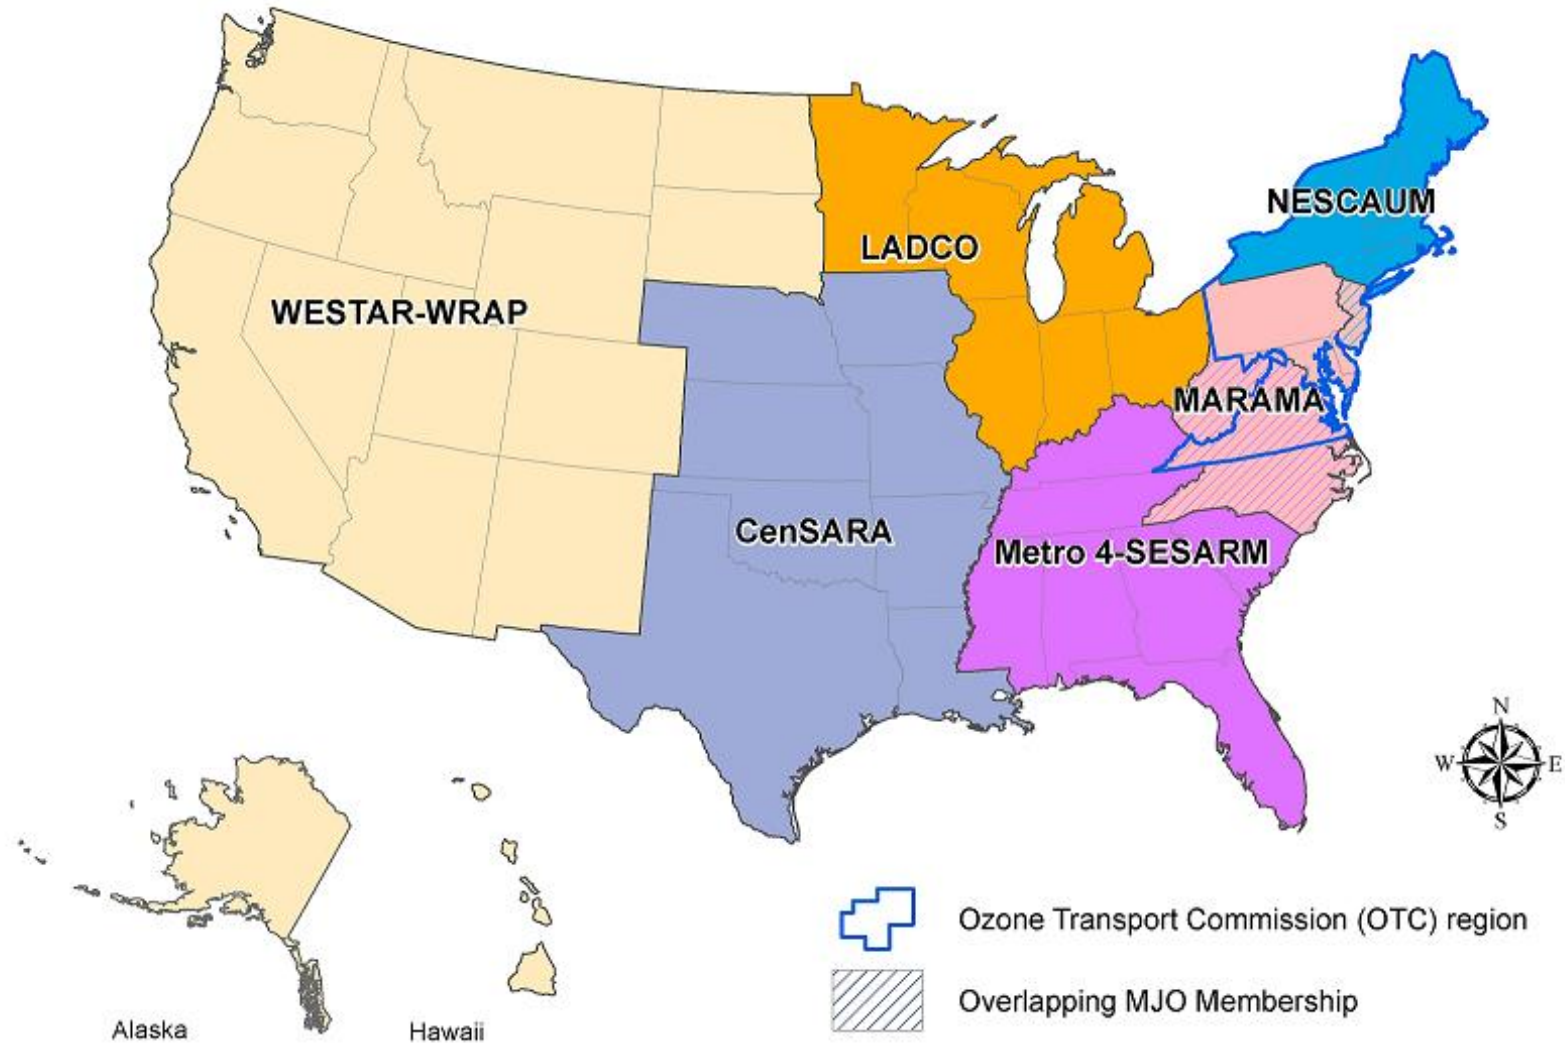 NESCAUM
LADCO
WESTAR-WRAP
MARAMA
CenSARA
Metro 4-SESARM
N
W
E
S
Ozone Transport Commission (OTC) region
Overlapping MJO Membership
Alaska
Hawaii